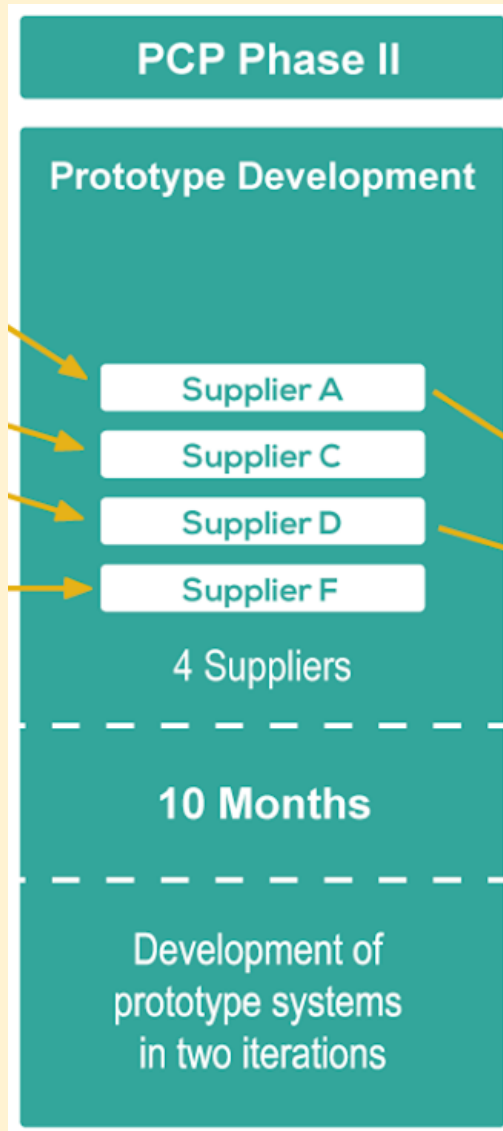 PCP Phase II
Prototype Development
Supplier A
Supplier C
Supplier D
Supplier F
4 Suppliers
10 Months
Development of
prototype systems
in two iterations